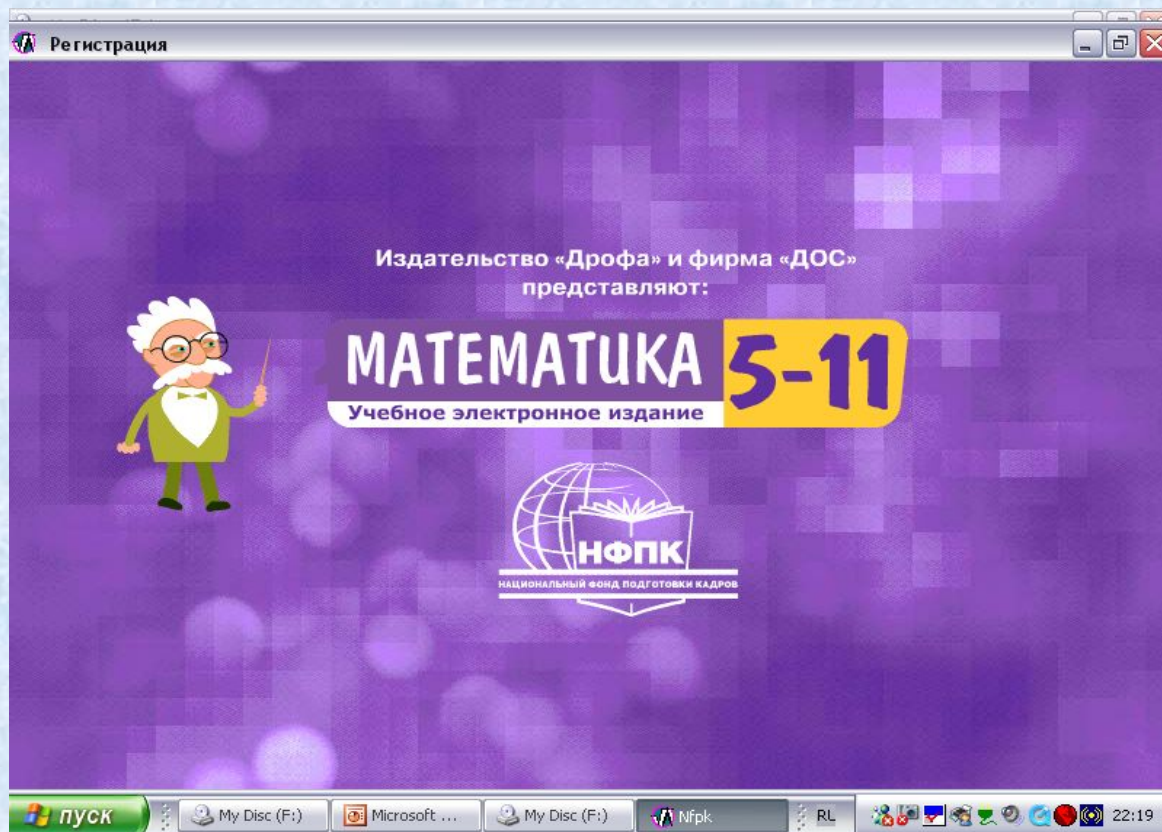 Регистрация
Издательство «Дрофа» и фирма «ДОС»
представляют:
МАТЕМАТИКА 5-11
Учебное электронное издание
НФПК
НАЦИОНАЛЬНЫЙ ФОНД ПОДГОТОВКИ КАДРОВ
пуск My Disc (F:) Microsoft ... My Disc (F:) Nfpk RL 22:19